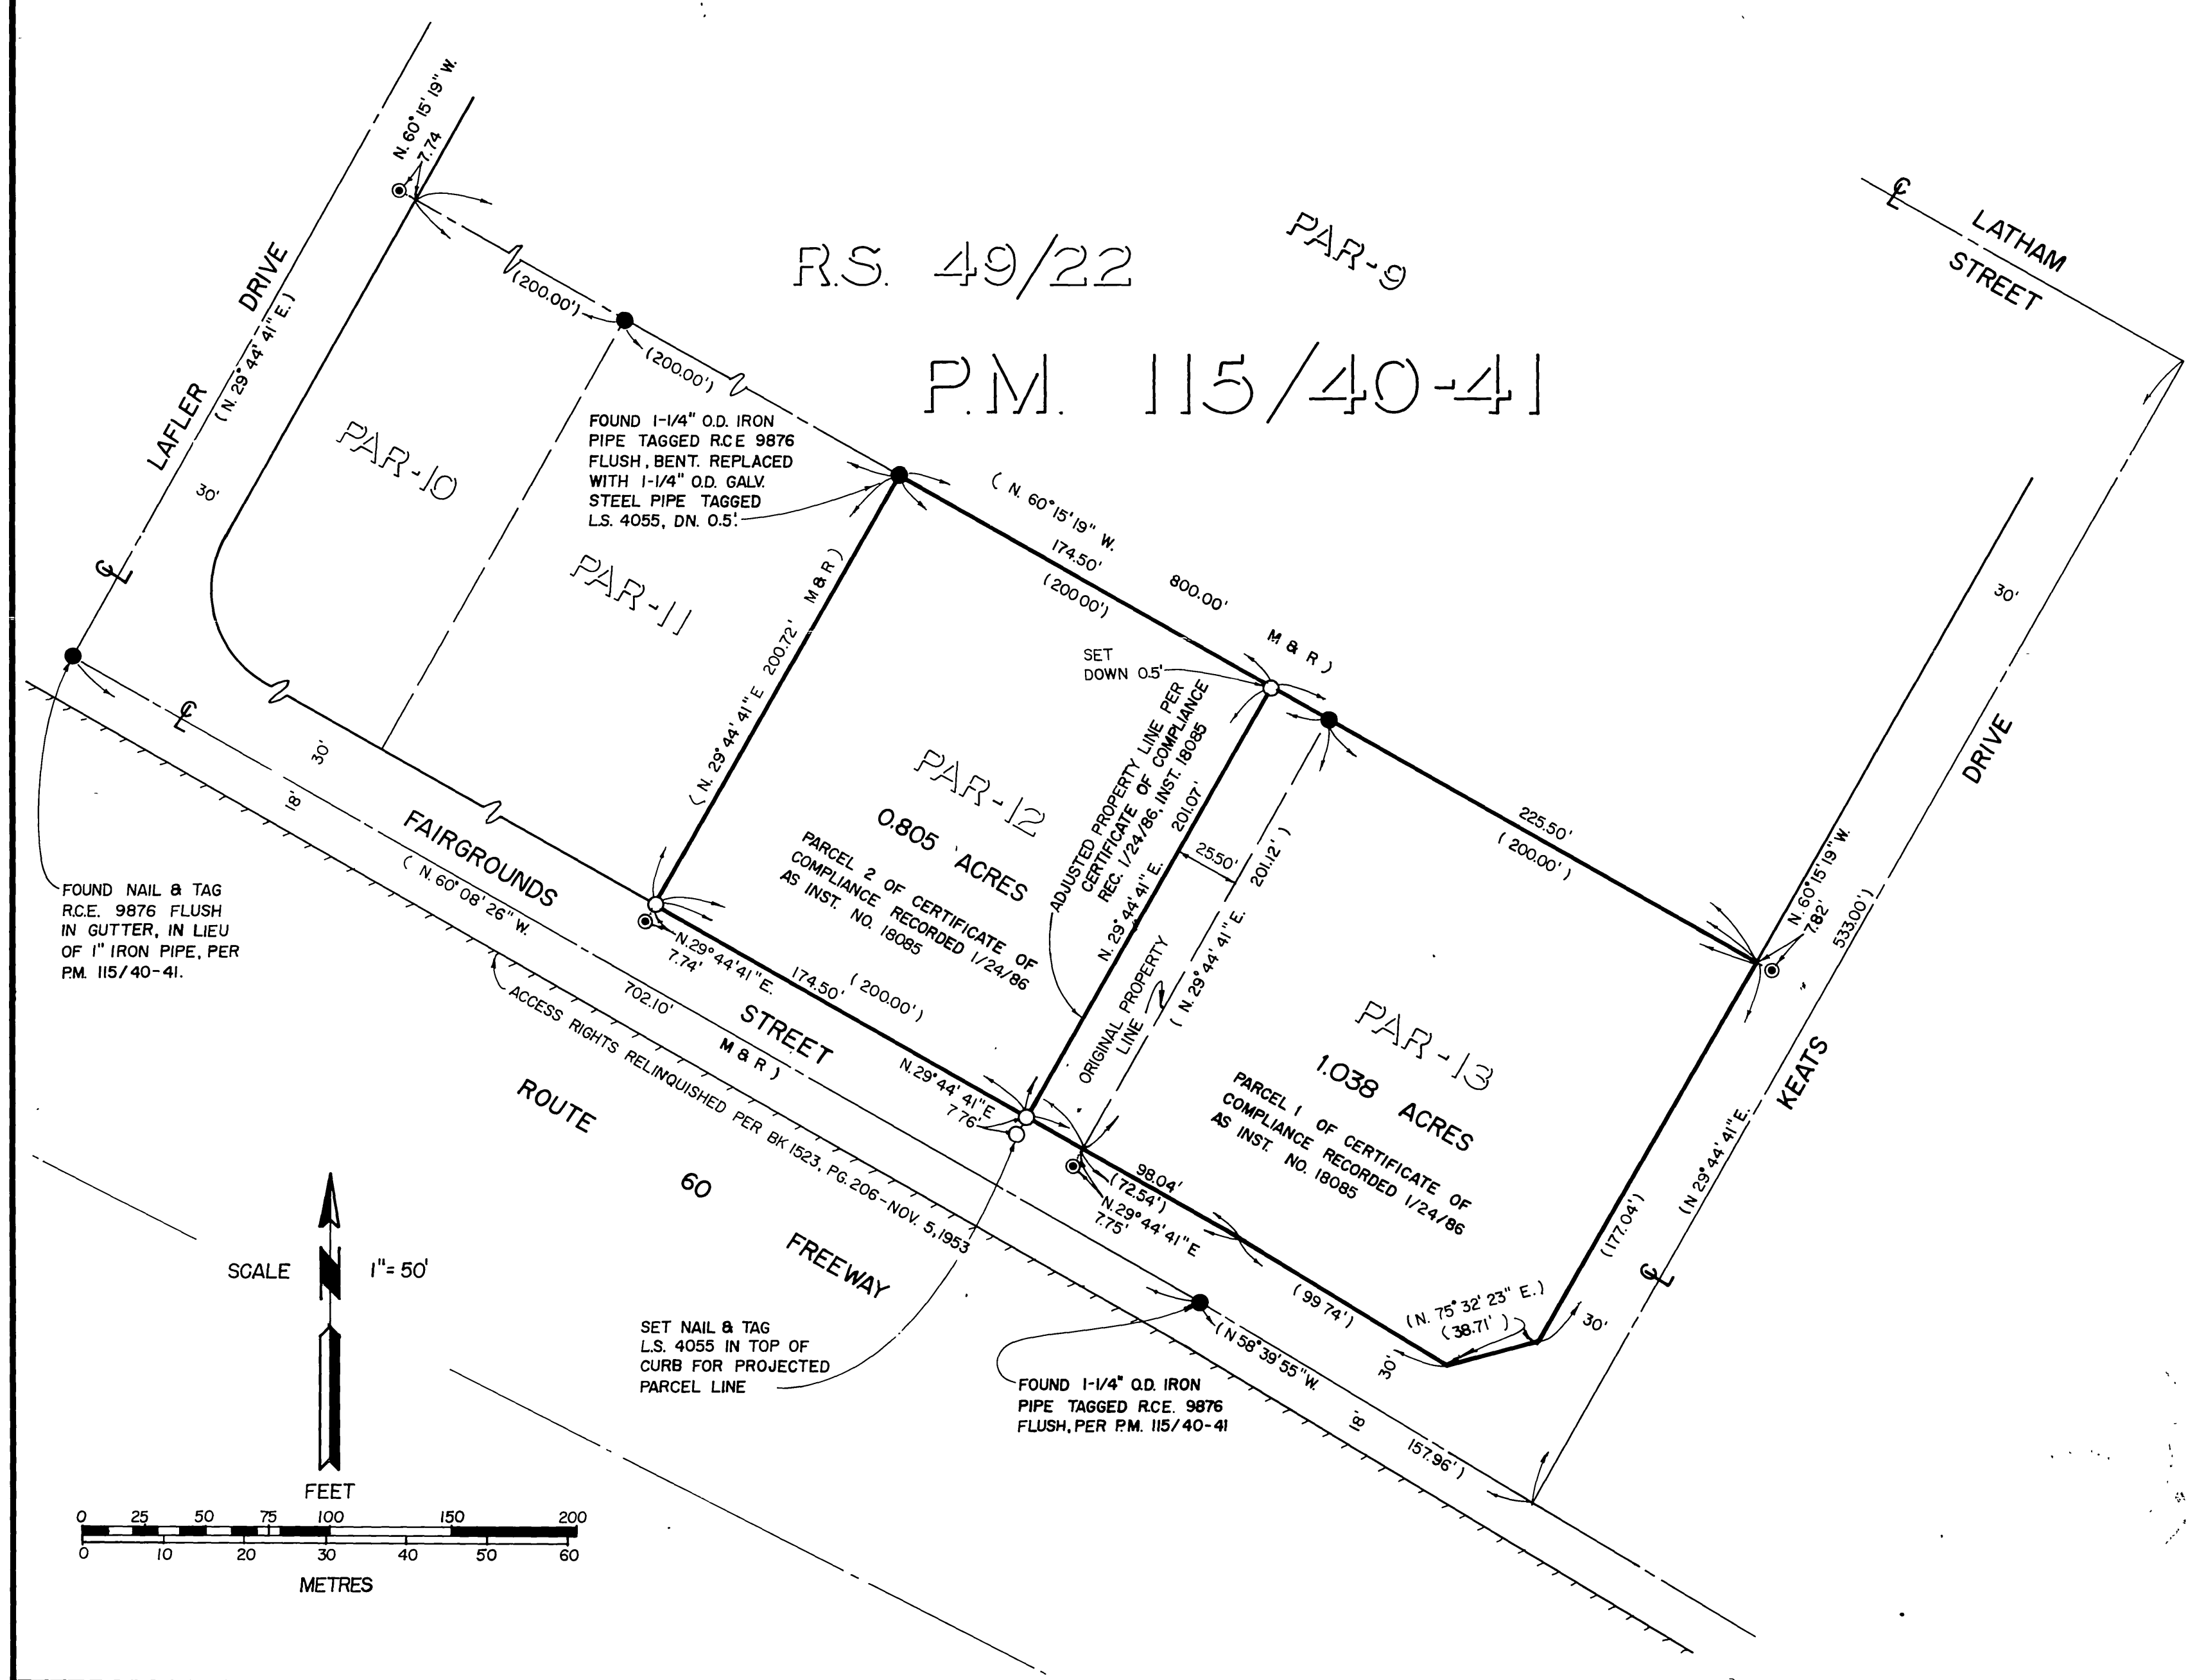 N. 60° 15' 19" W.
7.74
LAFLER DRIVE
( N. 29° 44' 41" E.)
30'
℄
PAR-10
(200.00')
(200.00')
R.S. 49/22
PAR-9
P.M. 115/40-41
℄
LATHAM
STREET
FOUND 1-1/4" O.D. IRON
PIPE TAGGED R.C.E 9876
FLUSH, BENT. REPLACED
WITH 1-1/4" O.D. GALV.
STEEL PIPE TAGGED
L.S. 4055, DN. 0.5'.
PAR-11
( N. 29° 44' 41" E 200.72' M & R )
( N. 60° 15' 19" W. 800.00' M & R )
174.50'
(200.00')
SET
DOWN 0.5'
ADJUSTED PROPERTY LINE PER
CERTIFICATE OF COMPLIANCE
REC. 1/24/86, INST. 18085
N. 29° 44' 41" E. 201.07'
25.50'
( N. 29° 44' 41" E. 201.12' )
ORIGINAL PROPERTY
LINE
PAR-12
0.805 ACRES
PARCEL 2 OF CERTIFICATE OF
COMPLIANCE RECORDED 1/24/86
AS INST. NO. 18085
225.50'
( 200.00')
30'
KEATS DRIVE
N. 60° 15' 19" W.
7.82'
(N 29° 44' 41" E. 533.00')
PAR-13
1.038 ACRES
PARCEL 1 OF CERTIFICATE OF
COMPLIANCE RECORDED 1/24/86
AS INST. NO. 18085
(177.04')
℄
30'
(N. 75° 32' 23" E.)
( 38.71' )
30'
( 99.74')
98.04'
(72.54')
N. 29° 44' 41" E
7.75'
℄
30'
18'
FAIRGROUNDS STREET
( N. 60° 08' 26" W. 702.10' M & R )
N. 29° 44' 41" E.
7.74'
174.50' ( 200.00')
N. 29° 44' 41" E
7.76'
FOUND NAIL & TAG
R.C.E. 9876 FLUSH
IN GUTTER, IN LIEU
OF 1" IRON PIPE, PER
P.M. 115/40-41.
ACCESS RIGHTS RELINQUISHED PER BK 1523, PG. 206 - NOV. 5, 1953
ROUTE 60 FREEWAY
SET NAIL & TAG
L.S. 4055 IN TOP OF
CURB FOR PROJECTED
PARCEL LINE
FOUND 1-1/4" O.D. IRON
PIPE TAGGED R.C.E. 9876
FLUSH, PER P.M. 115/40-41
( N 58° 39' 55" W. 157.96' )
18'
SCALE 1" = 50'
FEET
0 25 50 75 100 150 200
0 10 20 30 40 50 60
METRES